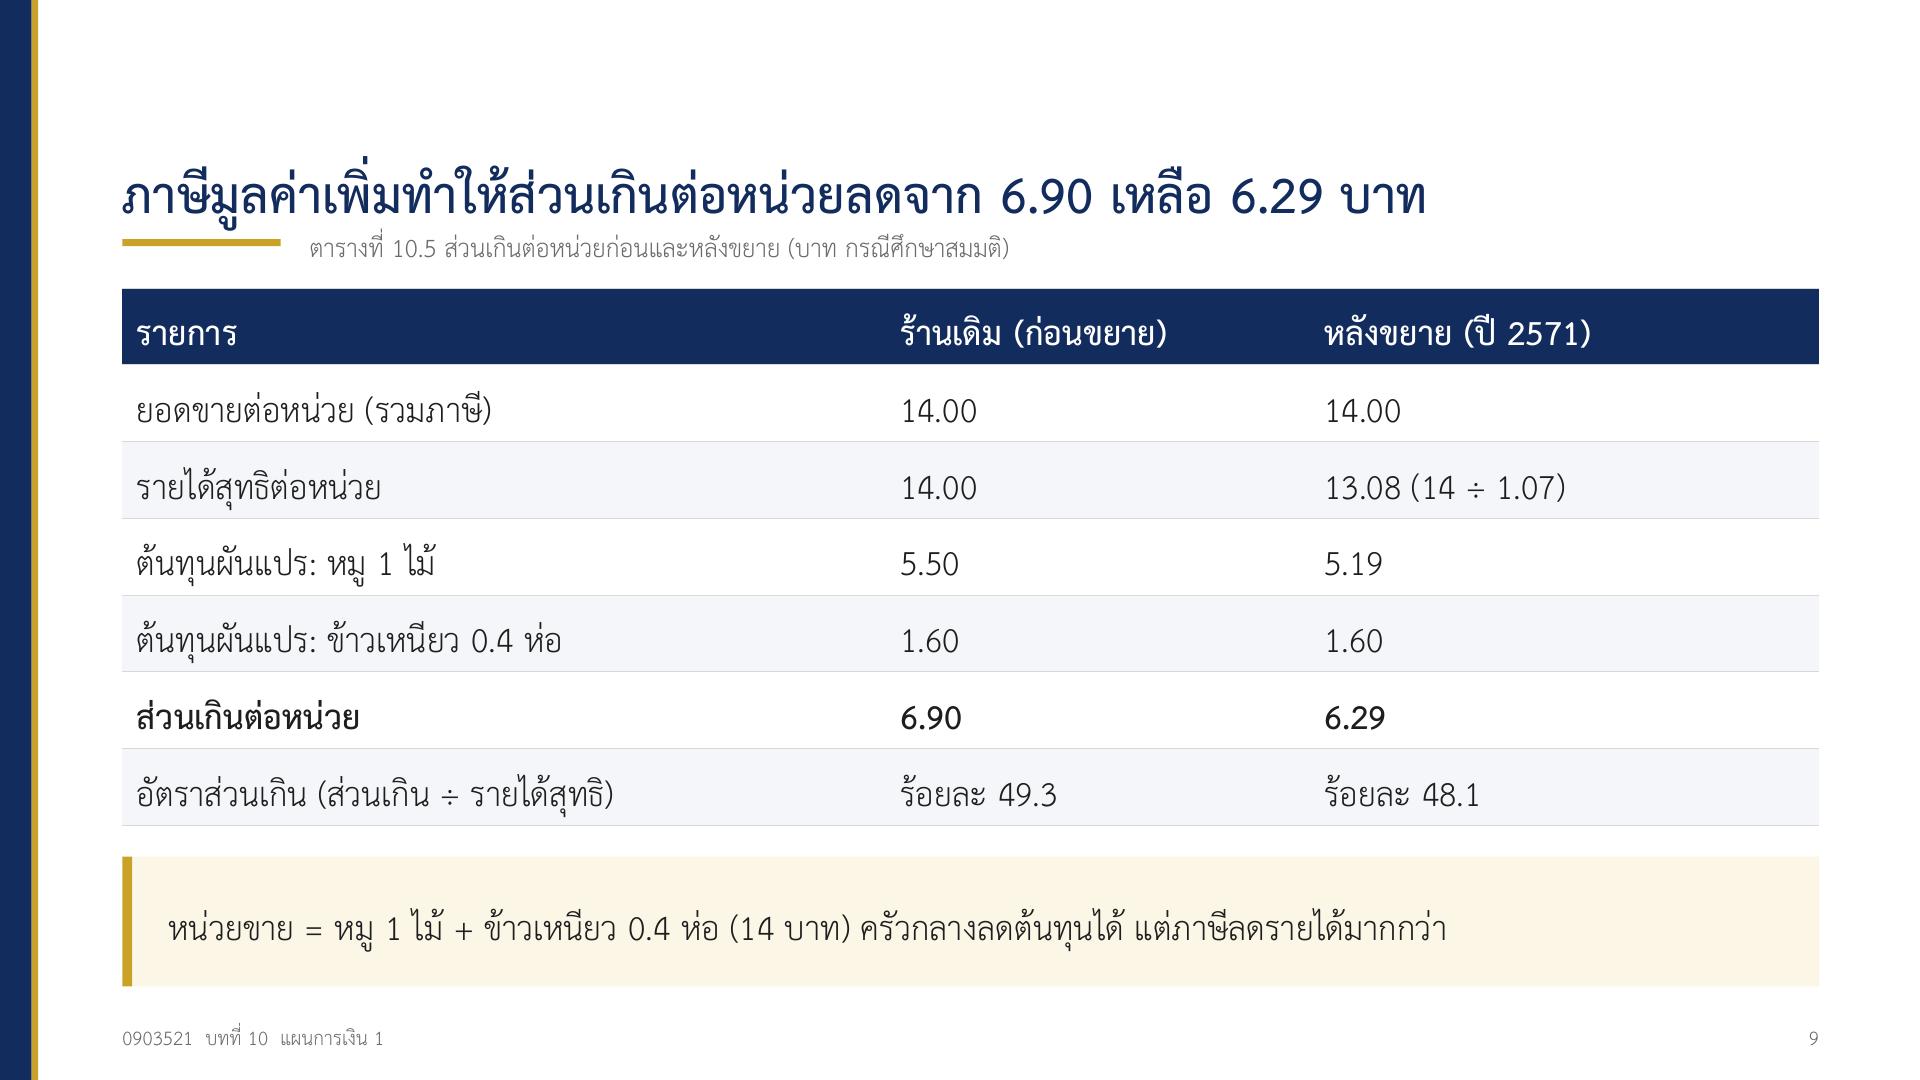 ภาษีมูลค่าเพิ่มทำให้ส่วนเกินต่อหน่วยลดจาก 6.90 เหลือ 6.29 บาท
ตารางที่ 10.5 ส่วนเกินต่อหน่วยก่อนและหลังขยาย (บาท กรณีศึกษาสมมติ)
รายการ ร้านเดิม (ก่อนขยาย) หลังขยาย (ปี 2571)
ยอดขายต่อหน่วย (รวมภาษี) 14.00 14.00
รายได้สุทธิต่อหน่วย 14.00 13.08 (14 ÷ 1.07)
ต้นทุนผันแปร: หมู 1 ไม้ 5.50 5.19
ต้นทุนผันแปร: ข้าวเหนียว 0.4 ห่อ 1.60 1.60
ส่วนเกินต่อหน่วย 6.90 6.29
อัตราส่วนเกิน (ส่วนเกิน ÷ รายได้สุทธิ) ร้อยละ 49.3 ร้อยละ 48.1
หน่วยขาย = หมู 1 ไม้ + ข้าวเหนียว 0.4 ห่อ (14 บาท) ครัวกลางลดต้นทุนได้ แต่ภาษีลดรายได้มากกว่า
0903521 บทที่ 10 แผนการเงิน 1 9